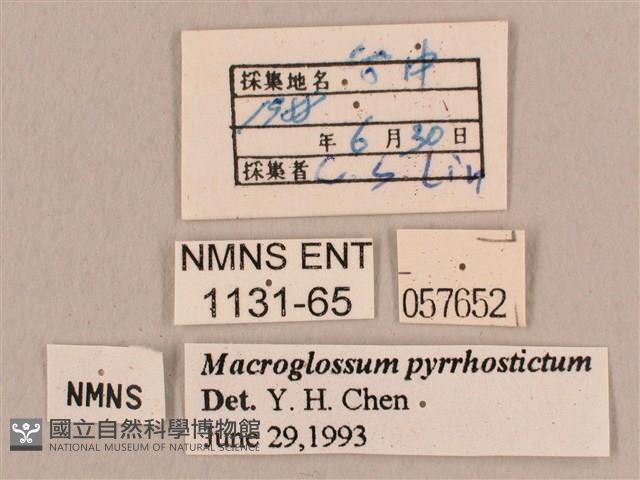 採集地名 台中
1988
年 6 月 30 日
採集者 C S Lin
NMNS ENT
1131-65
057652
NMNS
Macroglossum pyrrhostictum
Det. Y. H. Chen
June 29,1993
國立自然科學博物館
NATIONAL MUSEUM OF NATURAL SCIENCE